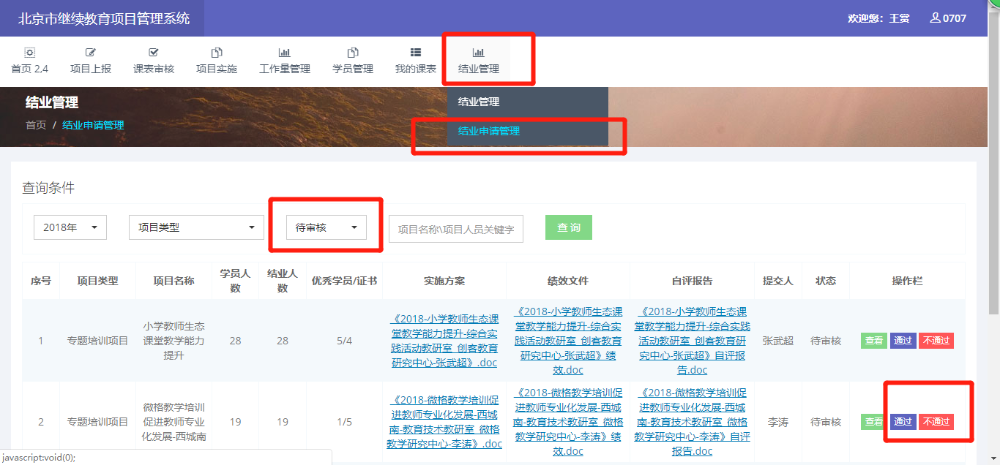 北京市继续教育项目管理系统
欢迎您：王赏 0707
首页 2,4 项目上报 课表审核 项目实施 工作量管理 学员管理 我的课表 结业管理
结业管理
结业管理
首页 / 结业申请管理
结业申请管理
查询条件
2018年 项目类型 待审核 项目名称\项目人员关键字 查 询
序号 项目类型 项目名称 学员人数 结业人数 优秀学员/证书 实施方案 绩效文件 自评报告 提交人 状态 操作栏
1
专题培训项目
小学教师生态
课堂教学能力
提升
28
28
5/4
《2018-小学教师生态课
堂教学能力提升-综合实
践活动教研室_创客教育
研究中心-张武超》.doc
《2018-小学教师生态课
堂教学能力提升-综合实
践活动教研室_创客教育
研究中心-张武超》绩
效.doc
《2018-小学教师生态课
堂教学能力提升-综合实践
活动教研室_创客教育研
究中心-张武超》自评报
告.doc
张武超
待审核
查看 通过 不通过
2
专题培训项目
微格教学培训
促进教师专业
化发展-西城南
19
19
1/5
《2018-微格教学培训促
进教师专业化发展-西城
南-教育技术教研室_微格
教学研究中心-李涛》.doc
《2018-微格教学培训促
进教师专业化发展-西城
南-教育技术教研室_微格
教学研究中心-李涛》绩
效.doc
《2018-微格教学培训促
进教师专业化发展-西城
南-教育技术教研室_微格
教学研究中心-李涛》自评
报告.doc
李涛
待审核
查看 通过 不通过
javascript:void(0);